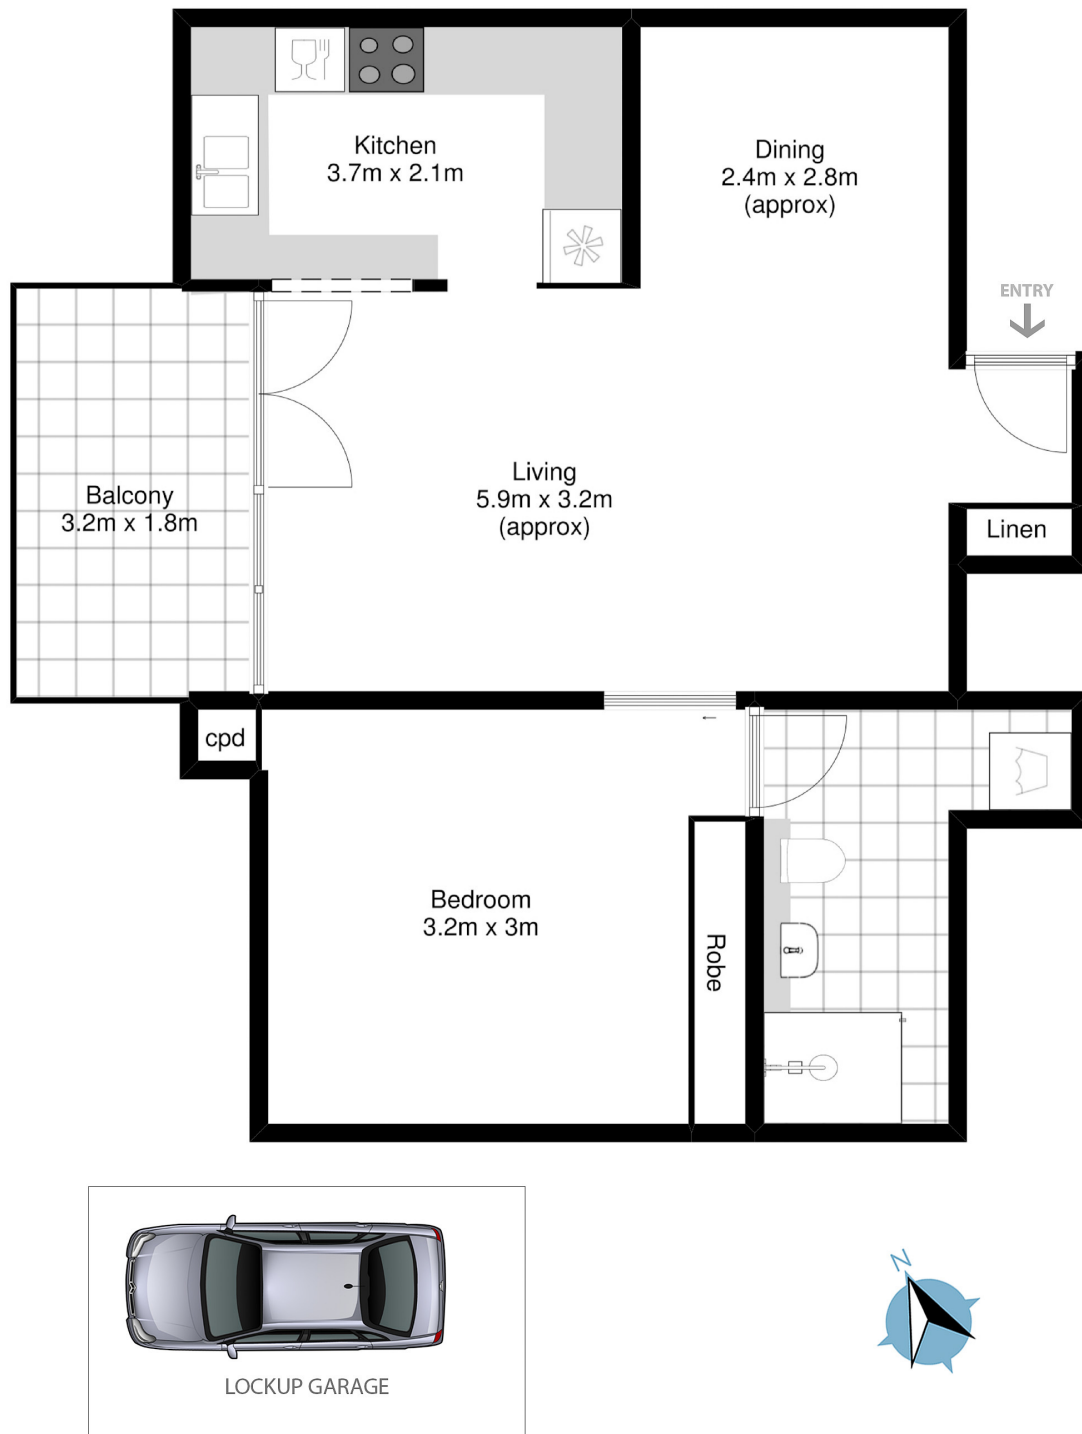 Kitchen
3.7m x 2.1m
Dining
2.4m x 2.8m
(approx)
ENTRY
Living
5.9m x 3.2m
(approx)
Balcony
3.2m x 1.8m
Linen
cpd
Bedroom
3.2m x 3m
Robe
LOCKUP GARAGE
N